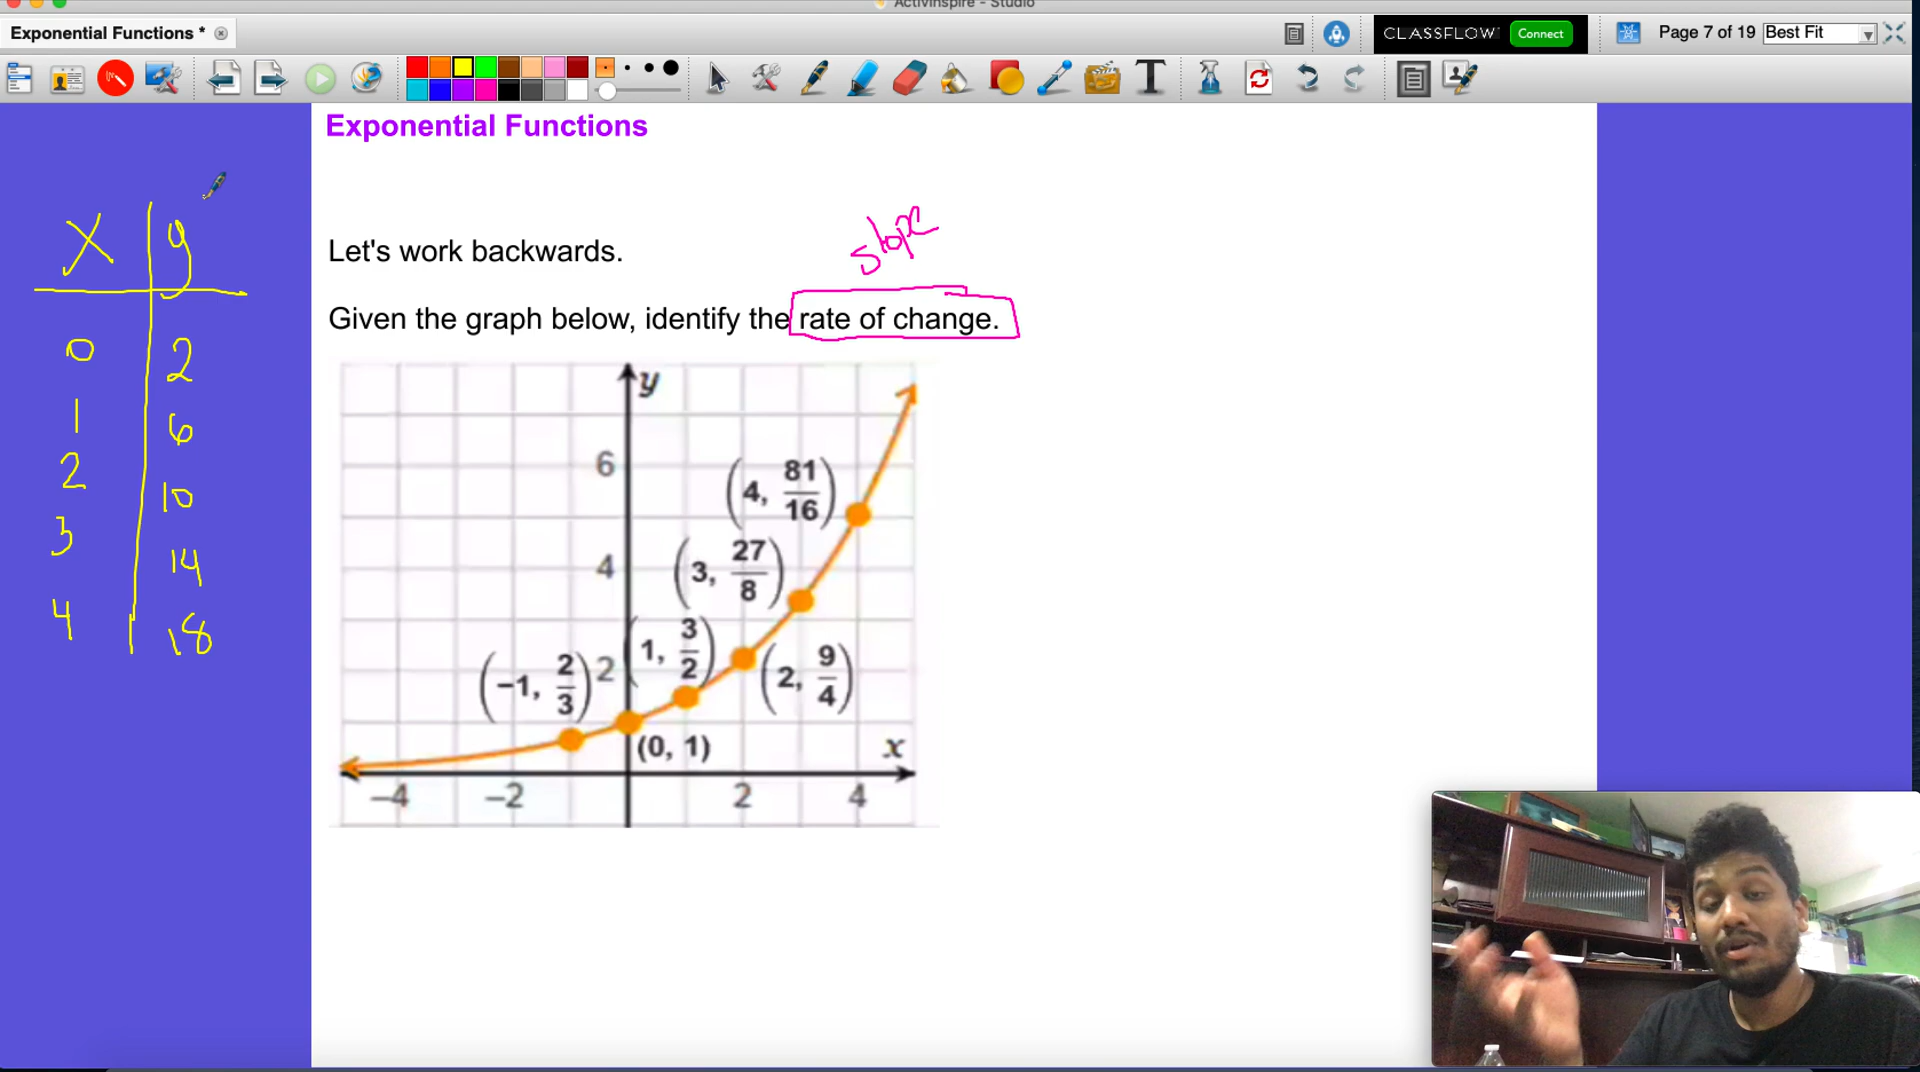 ActivInspire - Studio
Exponential Functions *
CLASSFLOW
Connect
Page 7 of 19
Best Fit
T
Exponential Functions
Let's work backwards.
slope
Given the graph below, identify the rate of change.
x y
0 2
1 6
2 10
3 14
4 18
y
6
4
2
(4, 81/16)
(3, 27/8)
(1, 3/2)
(-1, 2/3)
(2, 9/4)
(0, 1)
x
-4 -2 2 4